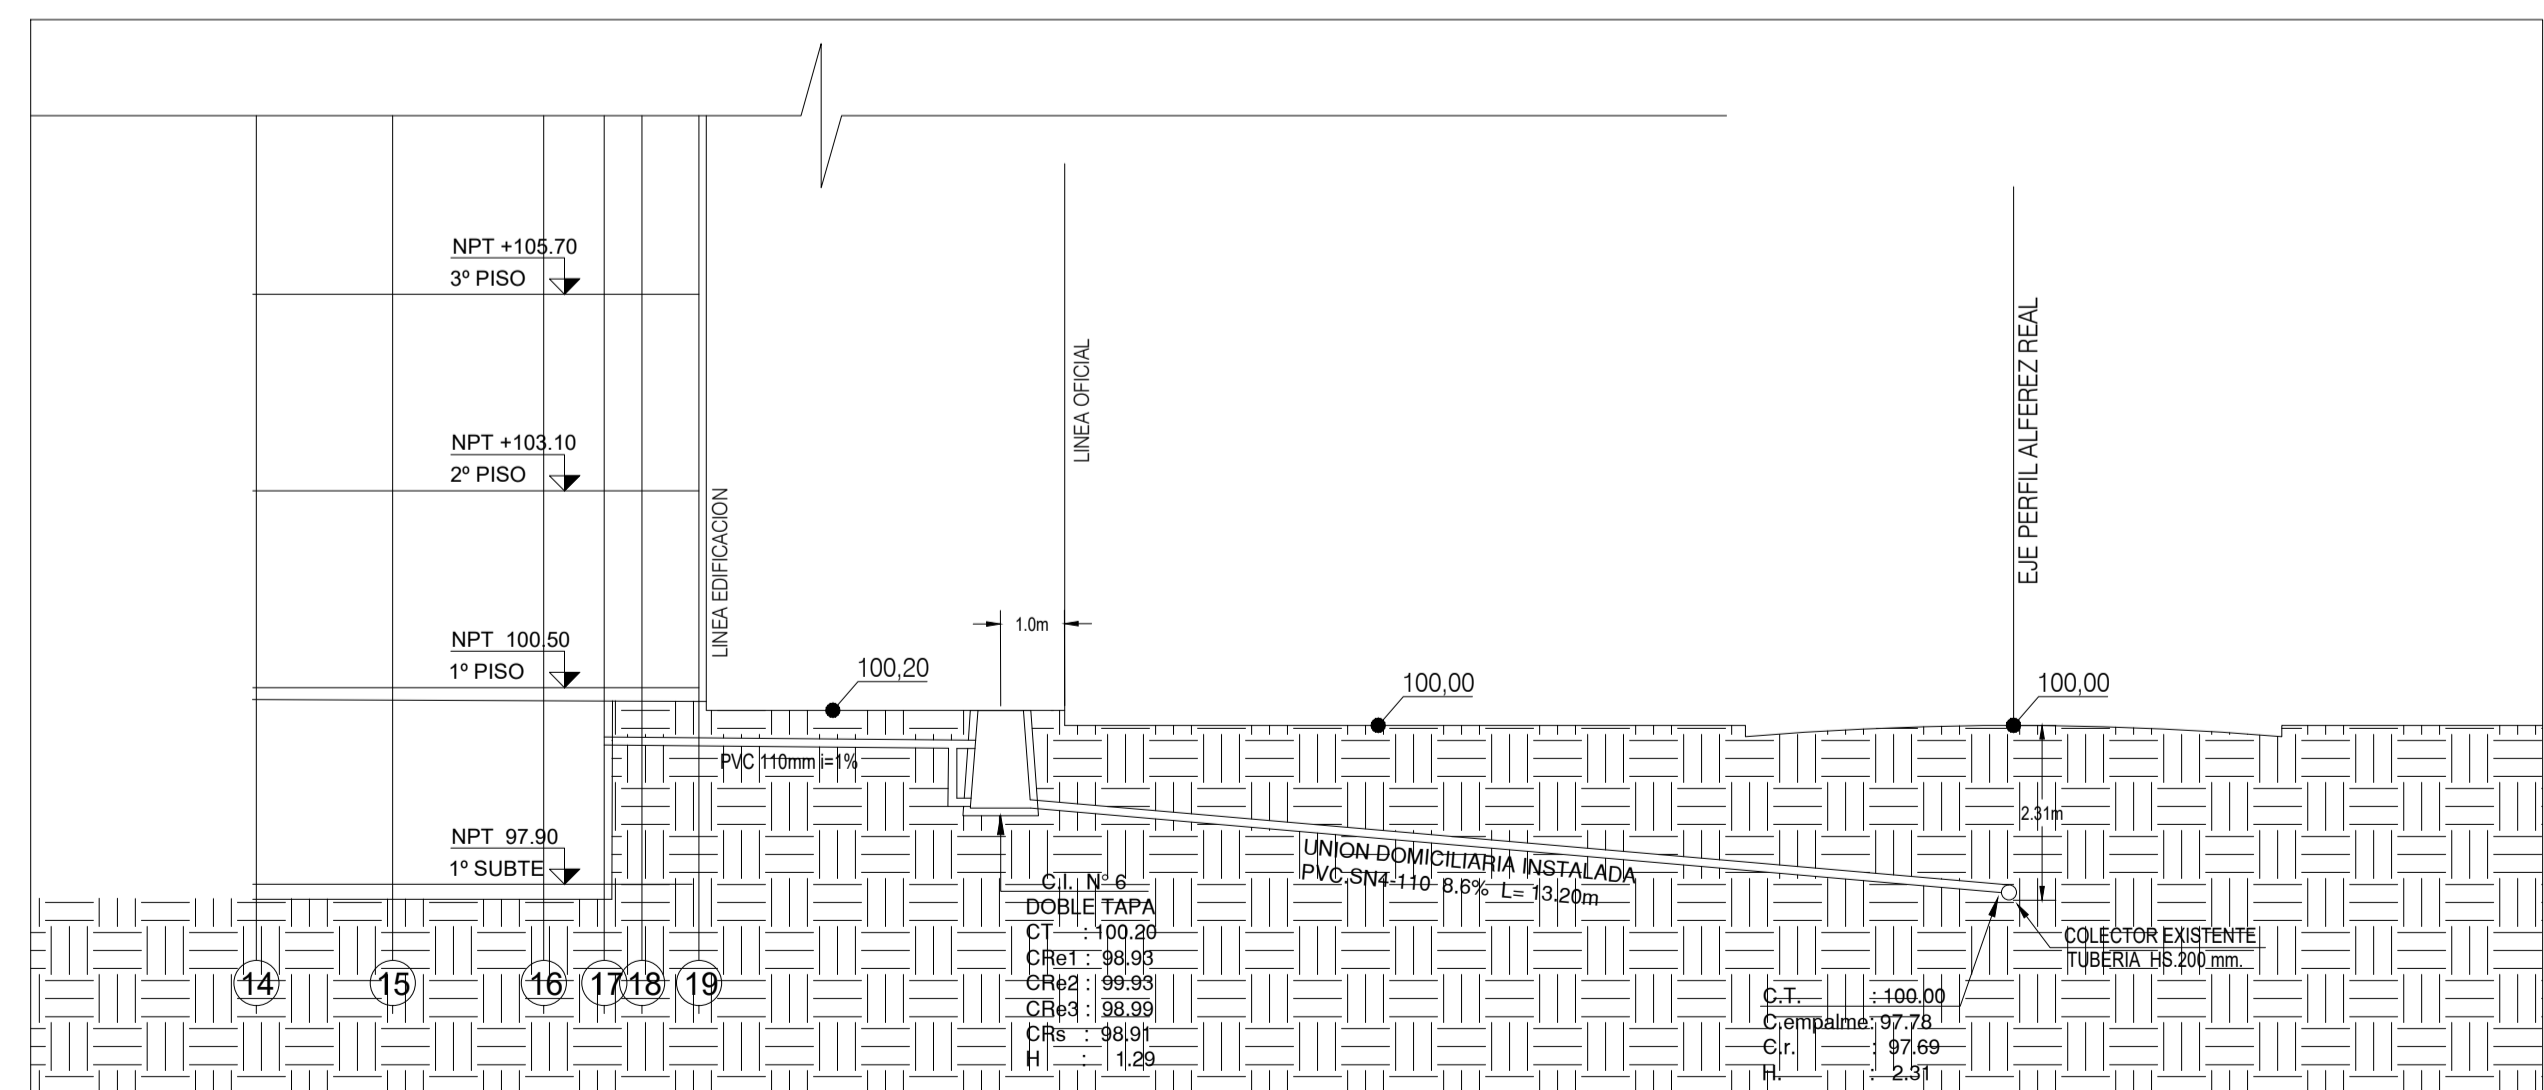 NPT +105.70
3º PISO
NPT +103.10
2º PISO
NPT 100.50
1º PISO
NPT 97.90
1º SUBTE
14
15
16
17
18
19
LINEA EDIFICACION
LINEA OFICIAL
EJE PERFIL ALFEREZ REAL
1.0m
100,20
100,00
100,00
PVC 110mm i=1%
2.31m
UNION DOMICILIARIA INSTALADA
PVC.SN4-110 8.6% L= 13.20m
C.I. N° 6
DOBLE TAPA
CT : 100.20
CRe1 : 98.93
CRe2 : 99.93
CRe3 : 98.99
CRs : 98.91
H : 1.29
COLECTOR EXISTENTE
TUBERIA HS.200 mm.
C.T. : 100.00
C.empalme: 97.78
C.r. : 97.69
H. : 2.31